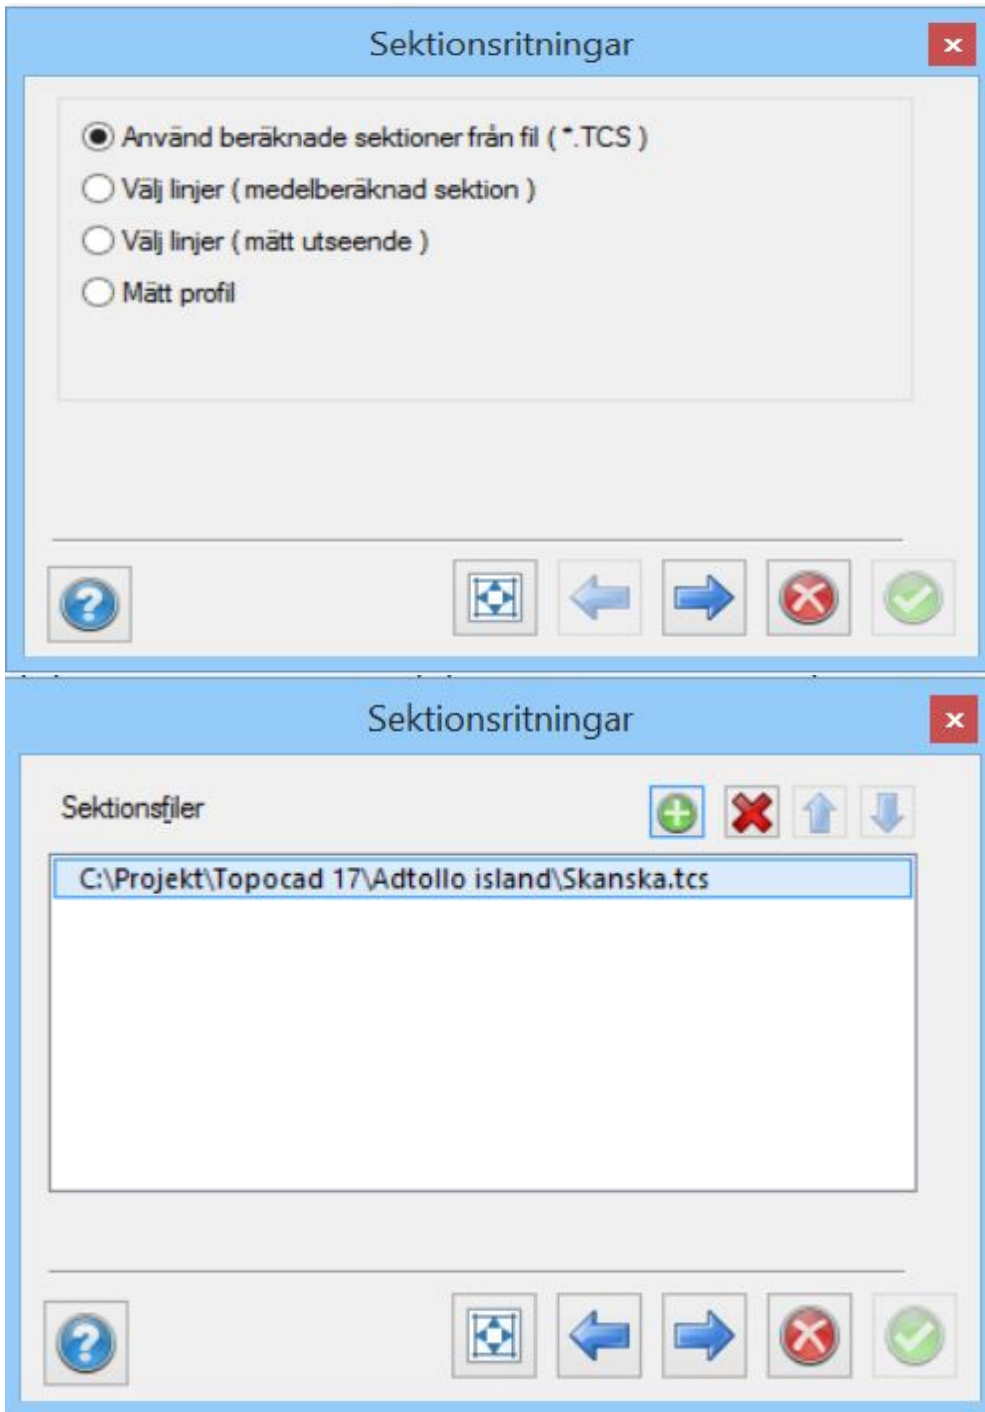 Sektionsritningar
Använd beräknade sektioner från fil ( *.TCS )
Välj linjer ( medelberäknad sektion )
Välj linjer ( mätt utseende )
Mätt profil
Sektionsritningar
Sektionsfiler
C:\Projekt\Topocad 17\Adtollo island\Skanska.tcs